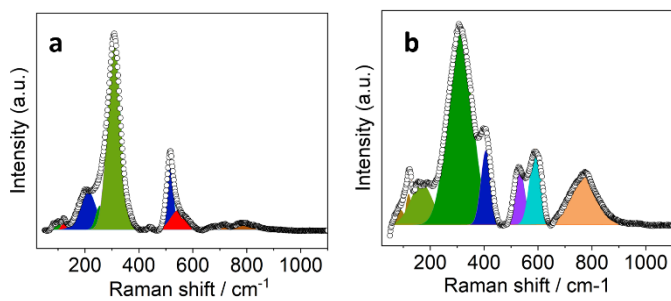 a
b
Intensity (a.u.)
Intensity (a.u.)
200 400 600 800 1000
200 400 600 800 1000
Raman shift / cm⁻¹
Raman shift / cm-1